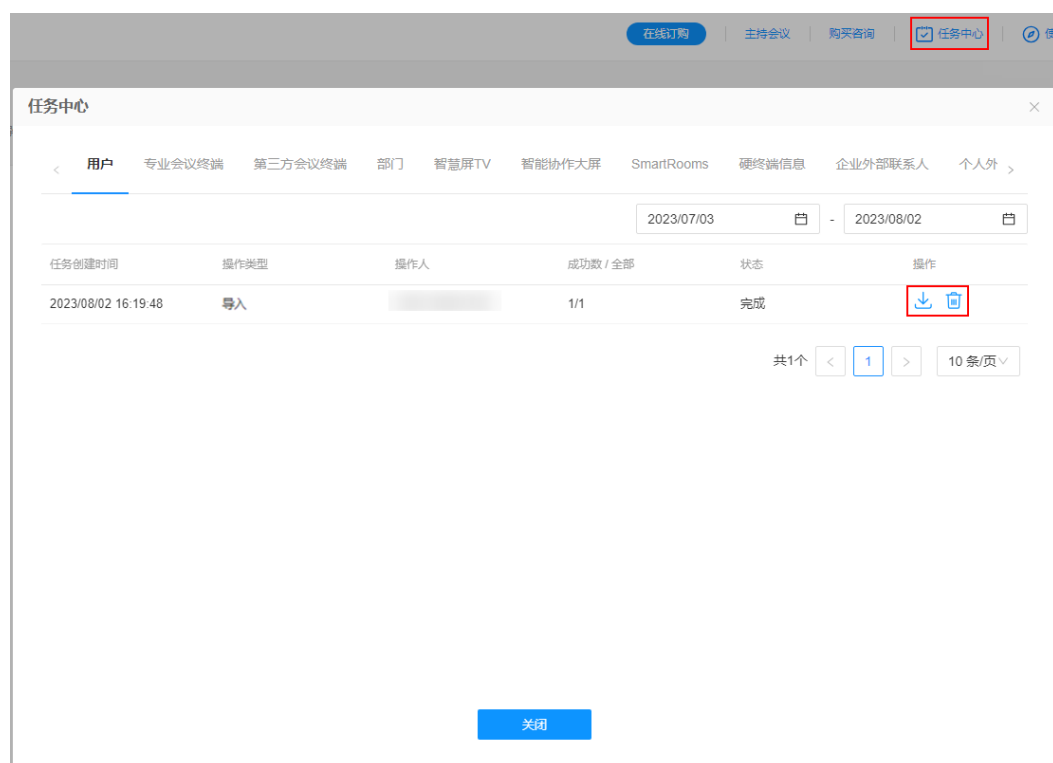 在线订购 主持会议 购买咨询 任务中心
任务中心
用户 专业会议终端 第三方会议终端 部门 智慧屏TV 智能协作大屏 SmartRooms 硬终端信息 企业外部联系人 个人外
2023/07/03 - 2023/08/02
任务创建时间 操作类型 操作人 成功数 / 全部 状态 操作
2023/08/02 16:19:48 导入 1/1 完成
共1个 < 1 > 10 条/页
关闭